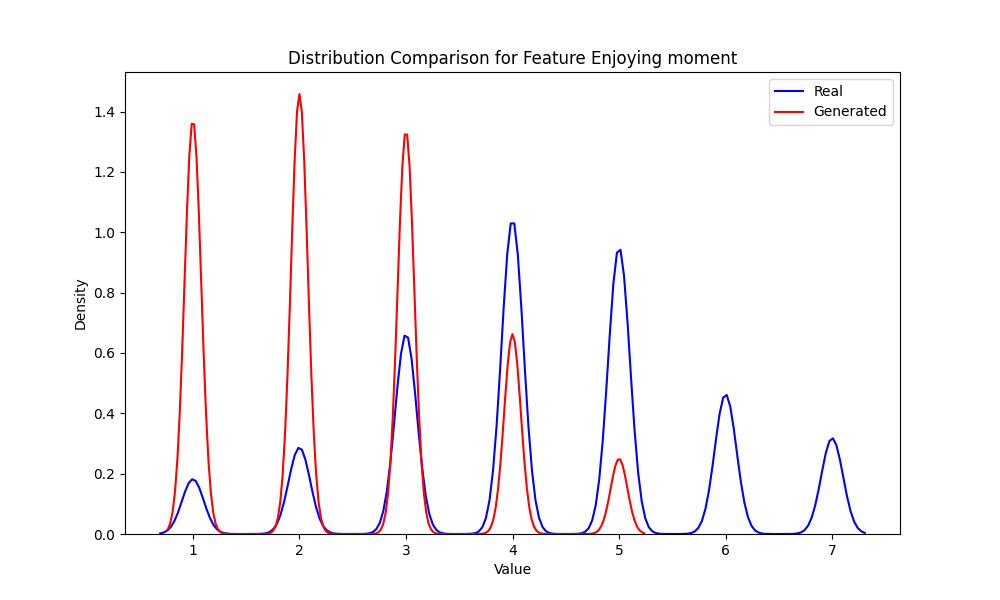 Distribution Comparison for Feature Enjoying moment
Real
Generated
1.4
1.2
1.0
0.8
0.6
0.4
0.2
0.0
Density
1 2 3 4 5 6 7
Value